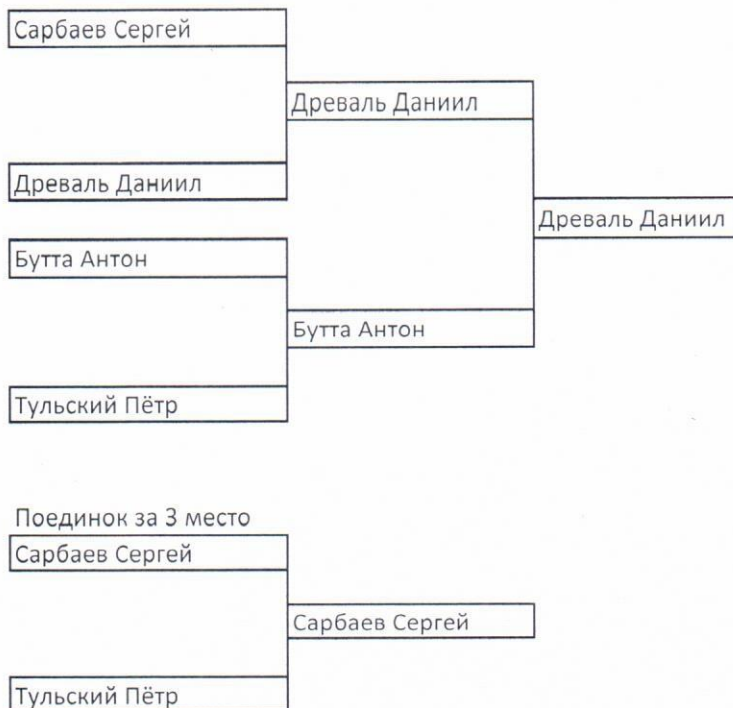 Сарбаев Сергей
Древаль Даниил
Древаль Даниил
Древаль Даниил
Бутта Антон
Бутта Антон
Тульский Пётр
Поединок за 3 место
Сарбаев Сергей
Сарбаев Сергей
Тульский Пётр